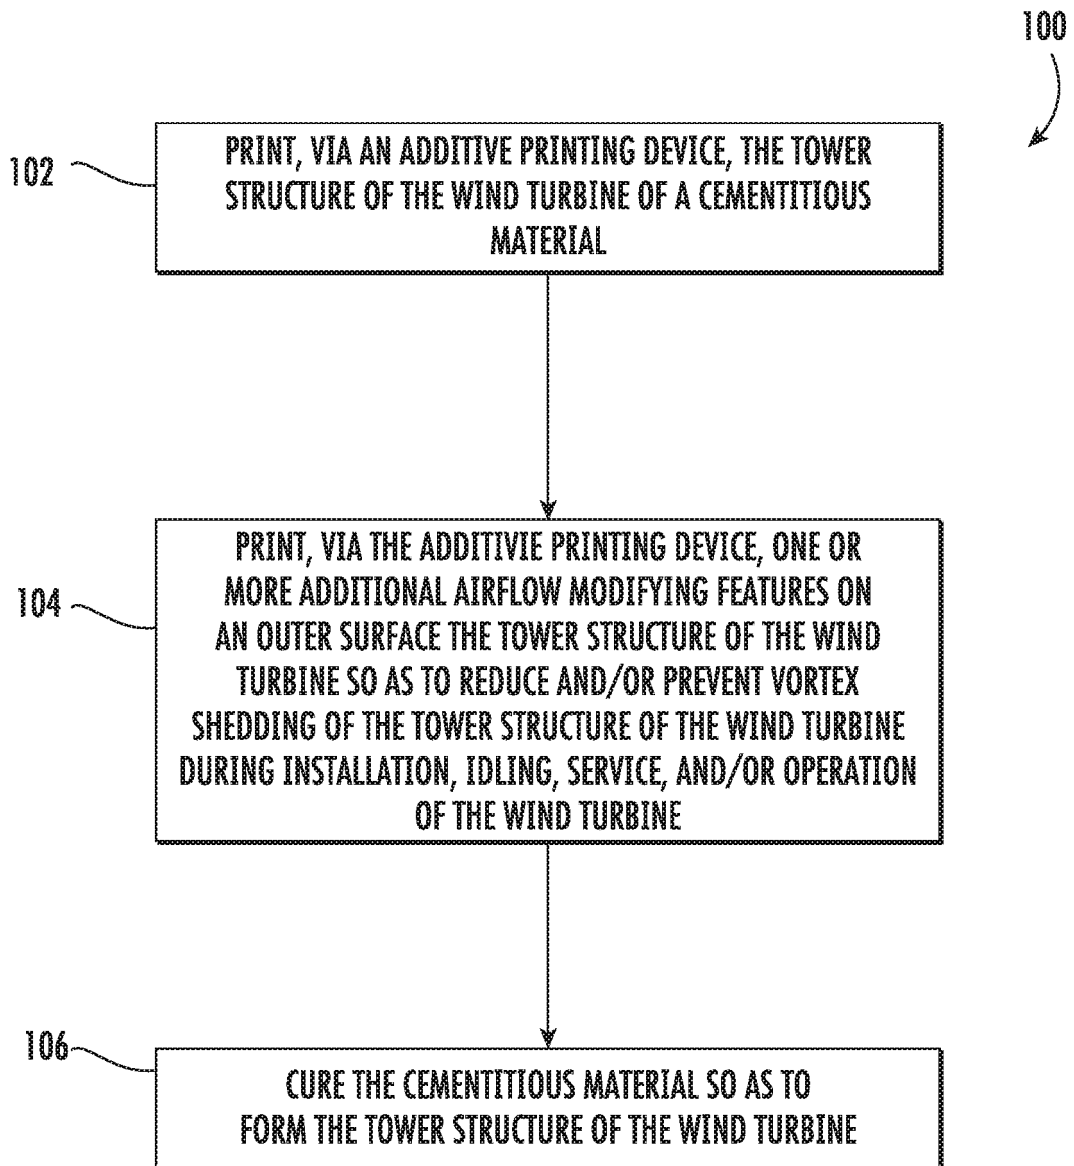 100
102
PRINT, VIA AN ADDITIVE PRINTING DEVICE, THE TOWER
STRUCTURE OF THE WIND TURBINE OF A CEMENTITIOUS
MATERIAL
104
PRINT, VIA THE ADDITIVIE PRINTING DEVICE, ONE OR
MORE ADDITIONAL AIRFLOW MODIFYING FEATURES ON
AN OUTER SURFACE THE TOWER STRUCTURE OF THE WIND
TURBINE SO AS TO REDUCE AND/OR PREVENT VORTEX
SHEDDING OF THE TOWER STRUCTURE OF THE WIND TURBINE
DURING INSTALLATION, IDLING, SERVICE, AND/OR OPERATION
OF THE WIND TURBINE
106
CURE THE CEMENTITIOUS MATERIAL SO AS TO
FORM THE TOWER STRUCTURE OF THE WIND TURBINE